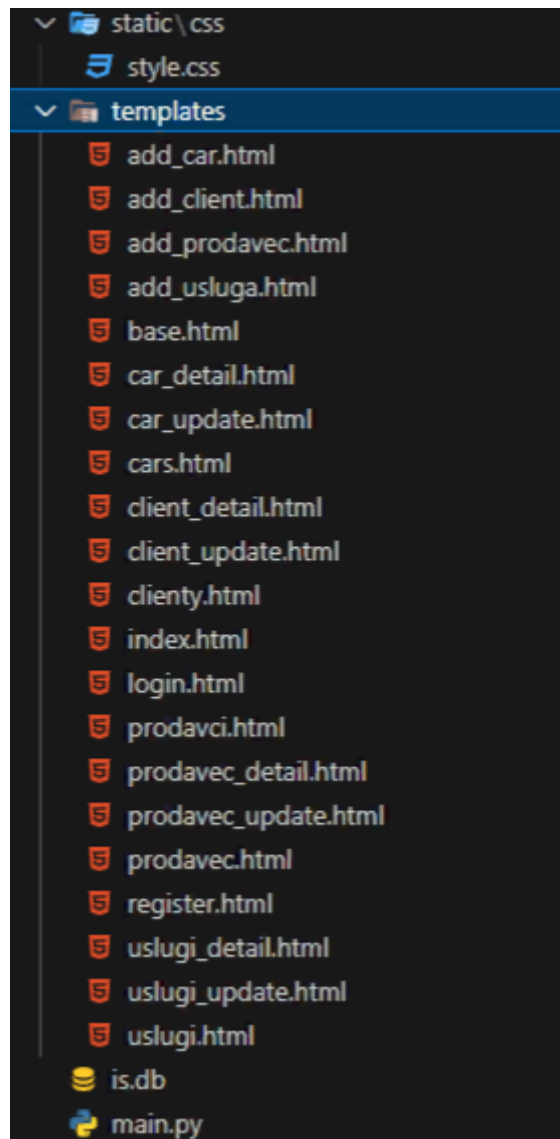 static\css
style.css
templates
add_car.html
add_client.html
add_prodavec.html
add_usluga.html
base.html
car_detail.html
car_update.html
cars.html
client_detail.html
client_update.html
clienty.html
index.html
login.html
prodavci.html
prodavec_detail.html
prodavec_update.html
prodavec.html
register.html
uslugi_detail.html
uslugi_update.html
uslugi.html
is.db
main.py